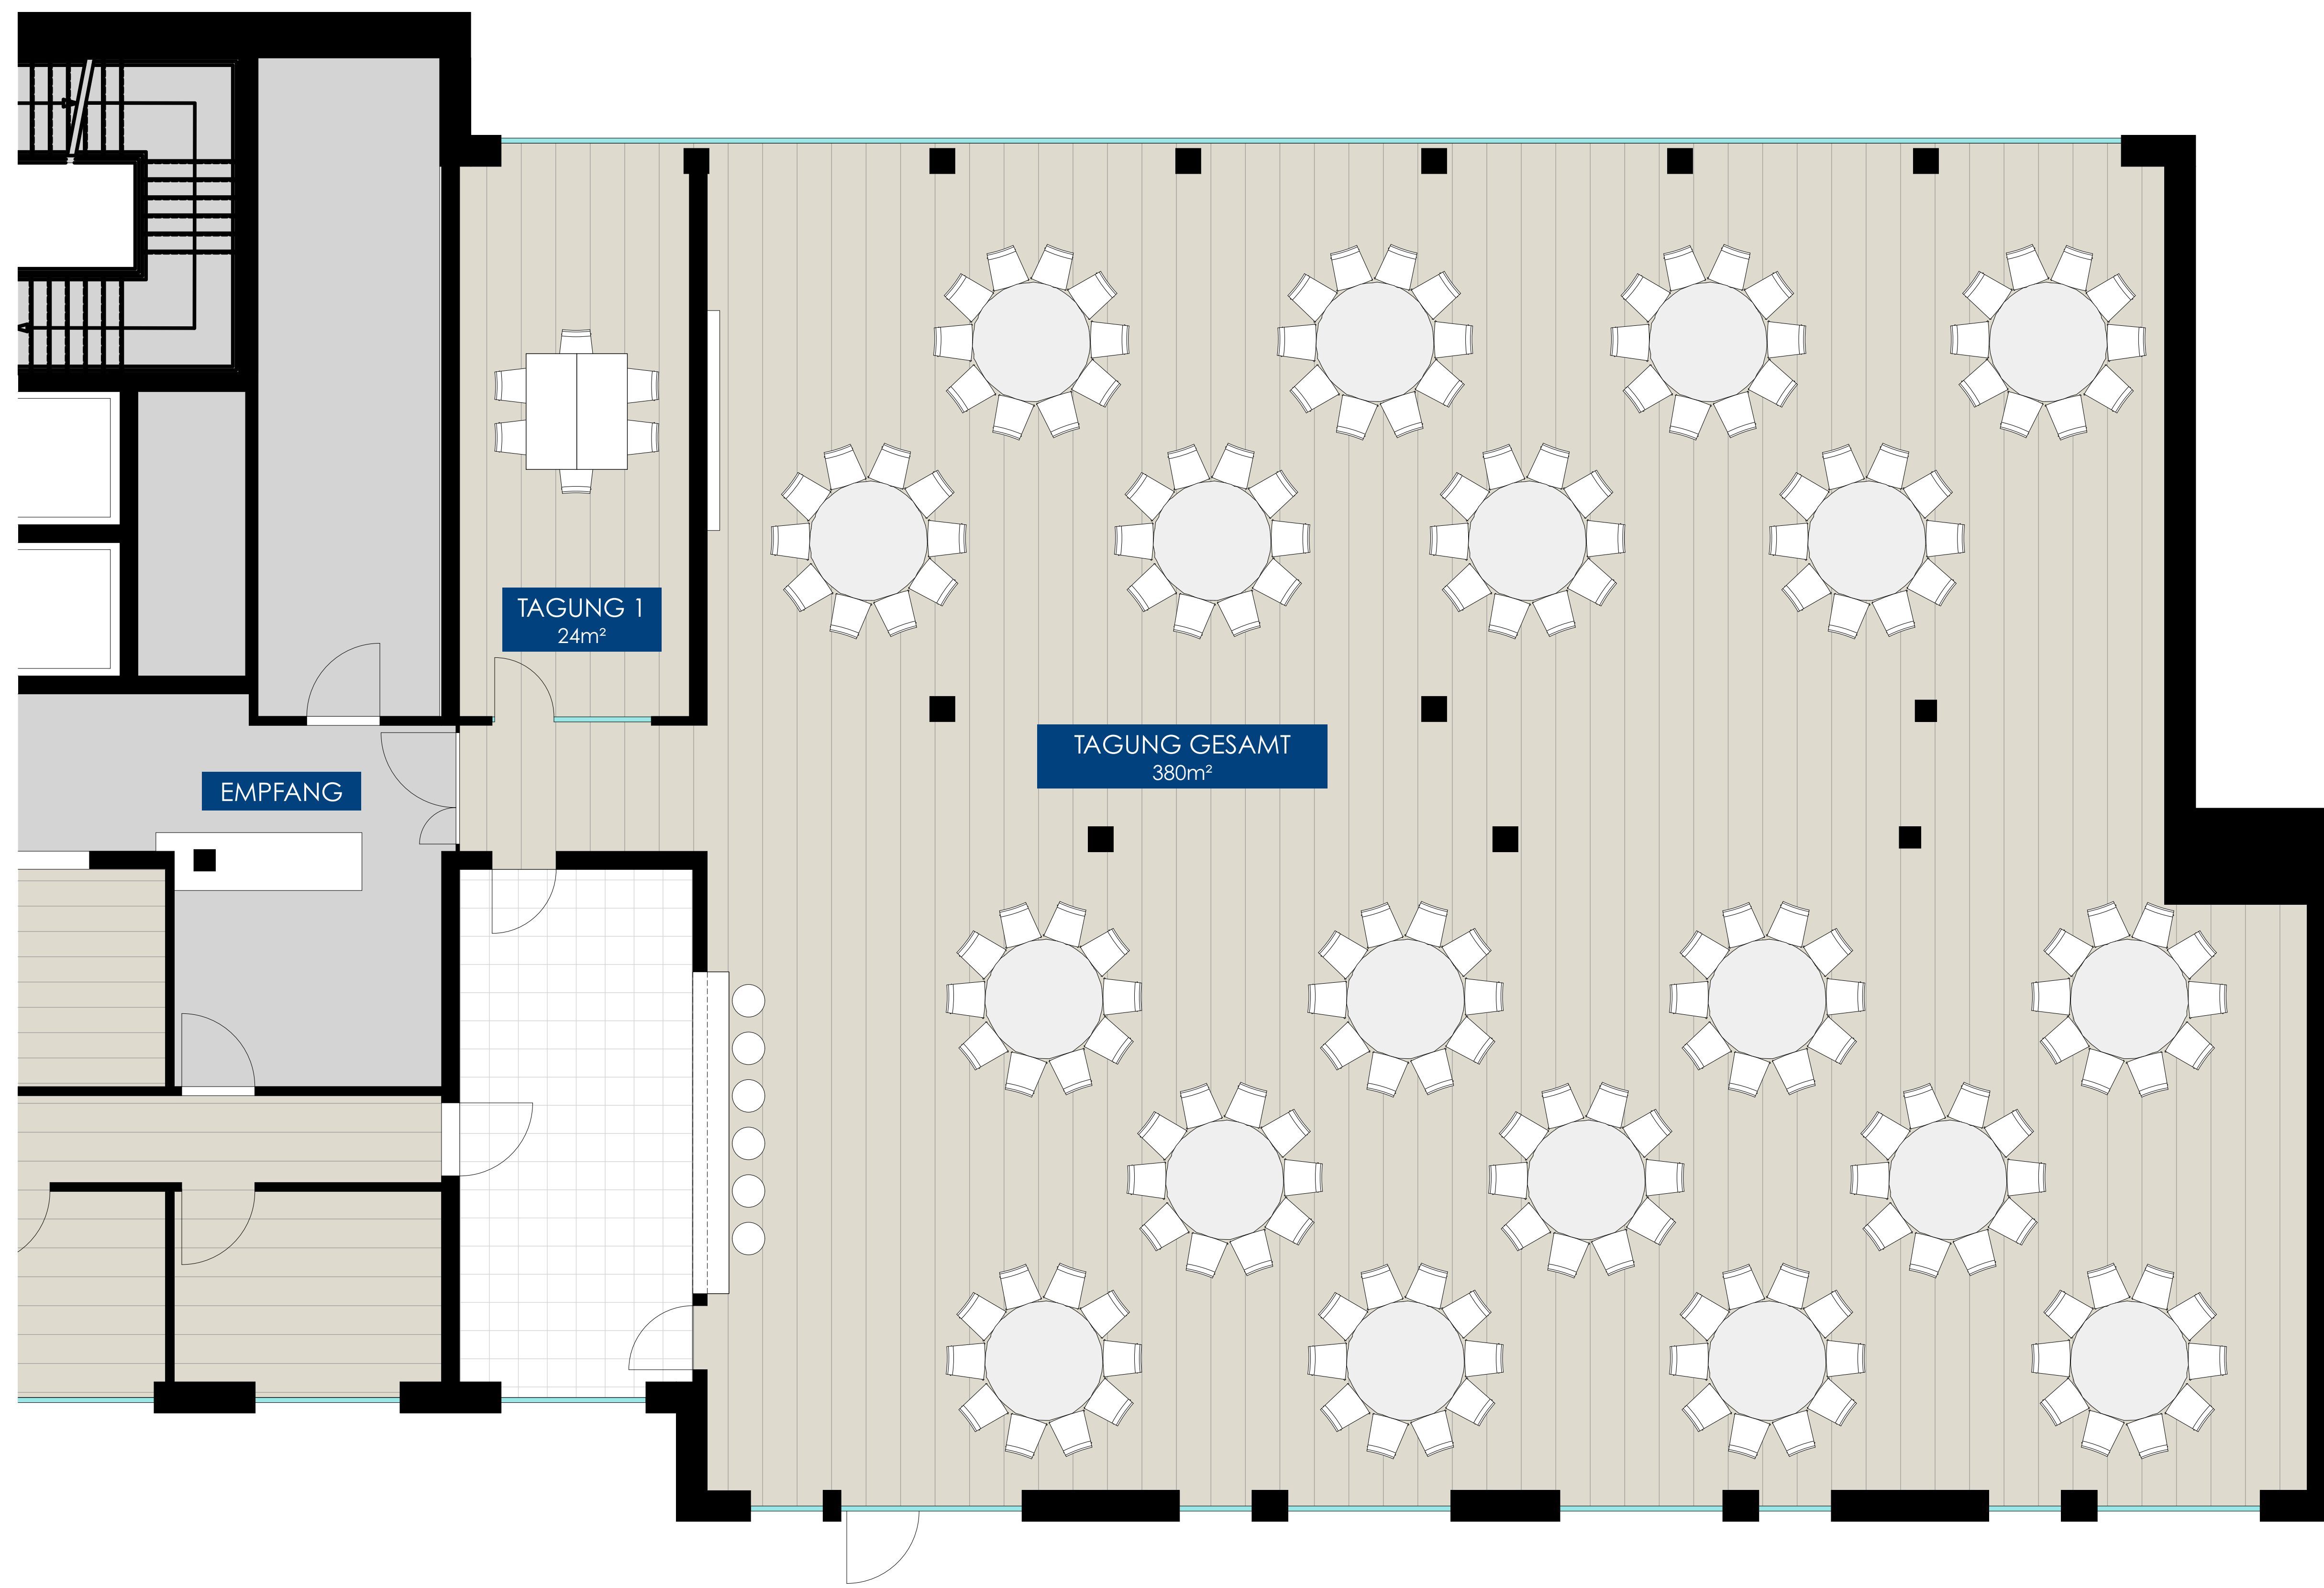 TAGUNG 1
24m²
TAGUNG GESAMT
380m²
EMPFANG